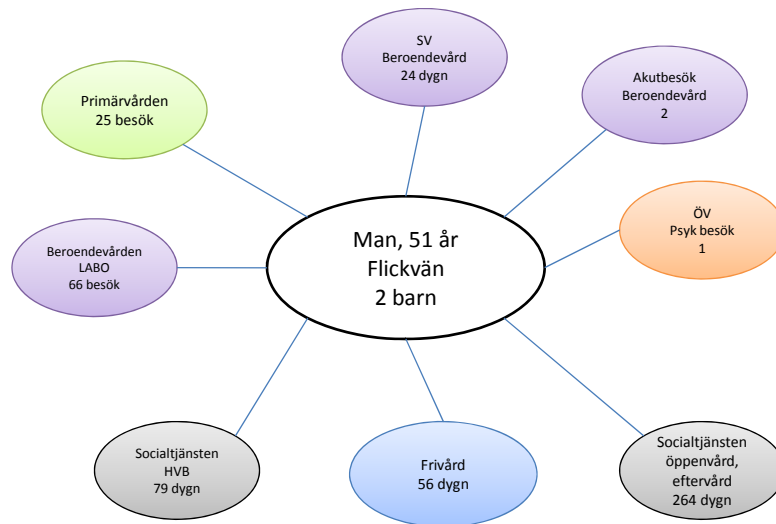 SV
Beroendevård
24 dygn
Akutbesök
Beroendevård
2
Primärvården
25 besök
ÖV
Psyk besök
1
Man, 51 år
Flickvän
2 barn
Beroendevården
LABO
66 besök
Socialtjänsten
HVB
79 dygn
Frivård
56 dygn
Socialtjänsten
öppenvård,
eftervård
264 dygn